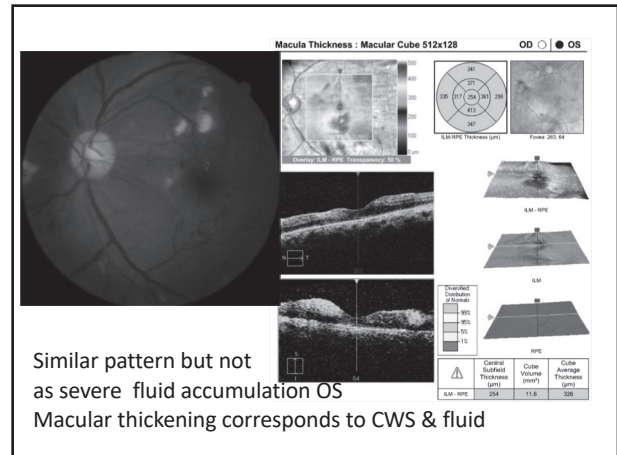 Macula Thickness : Macular Cube 512x128 OD OS
500
400
300
200
100
0 µm
Overlay: ILM - RPE Transparency: 50 %
341
371
335 317 254 361 298
413
347
ILM-RPE Thickness (µm)
Fovea: 263, 64
ILM - RPE
N T
ILM
S
I
64
Diversified:
Distribution
of Normals
99%
95%
5%
1%
RPE
Central
Subfield
Thickness
(µm)
Cube
Volume
(mm³)
Cube
Average
Thickness
(µm)
ILM - RPE 254 11.8 328
Similar pattern but not
as severe fluid accumulation OS
Macular thickening corresponds to CWS & fluid